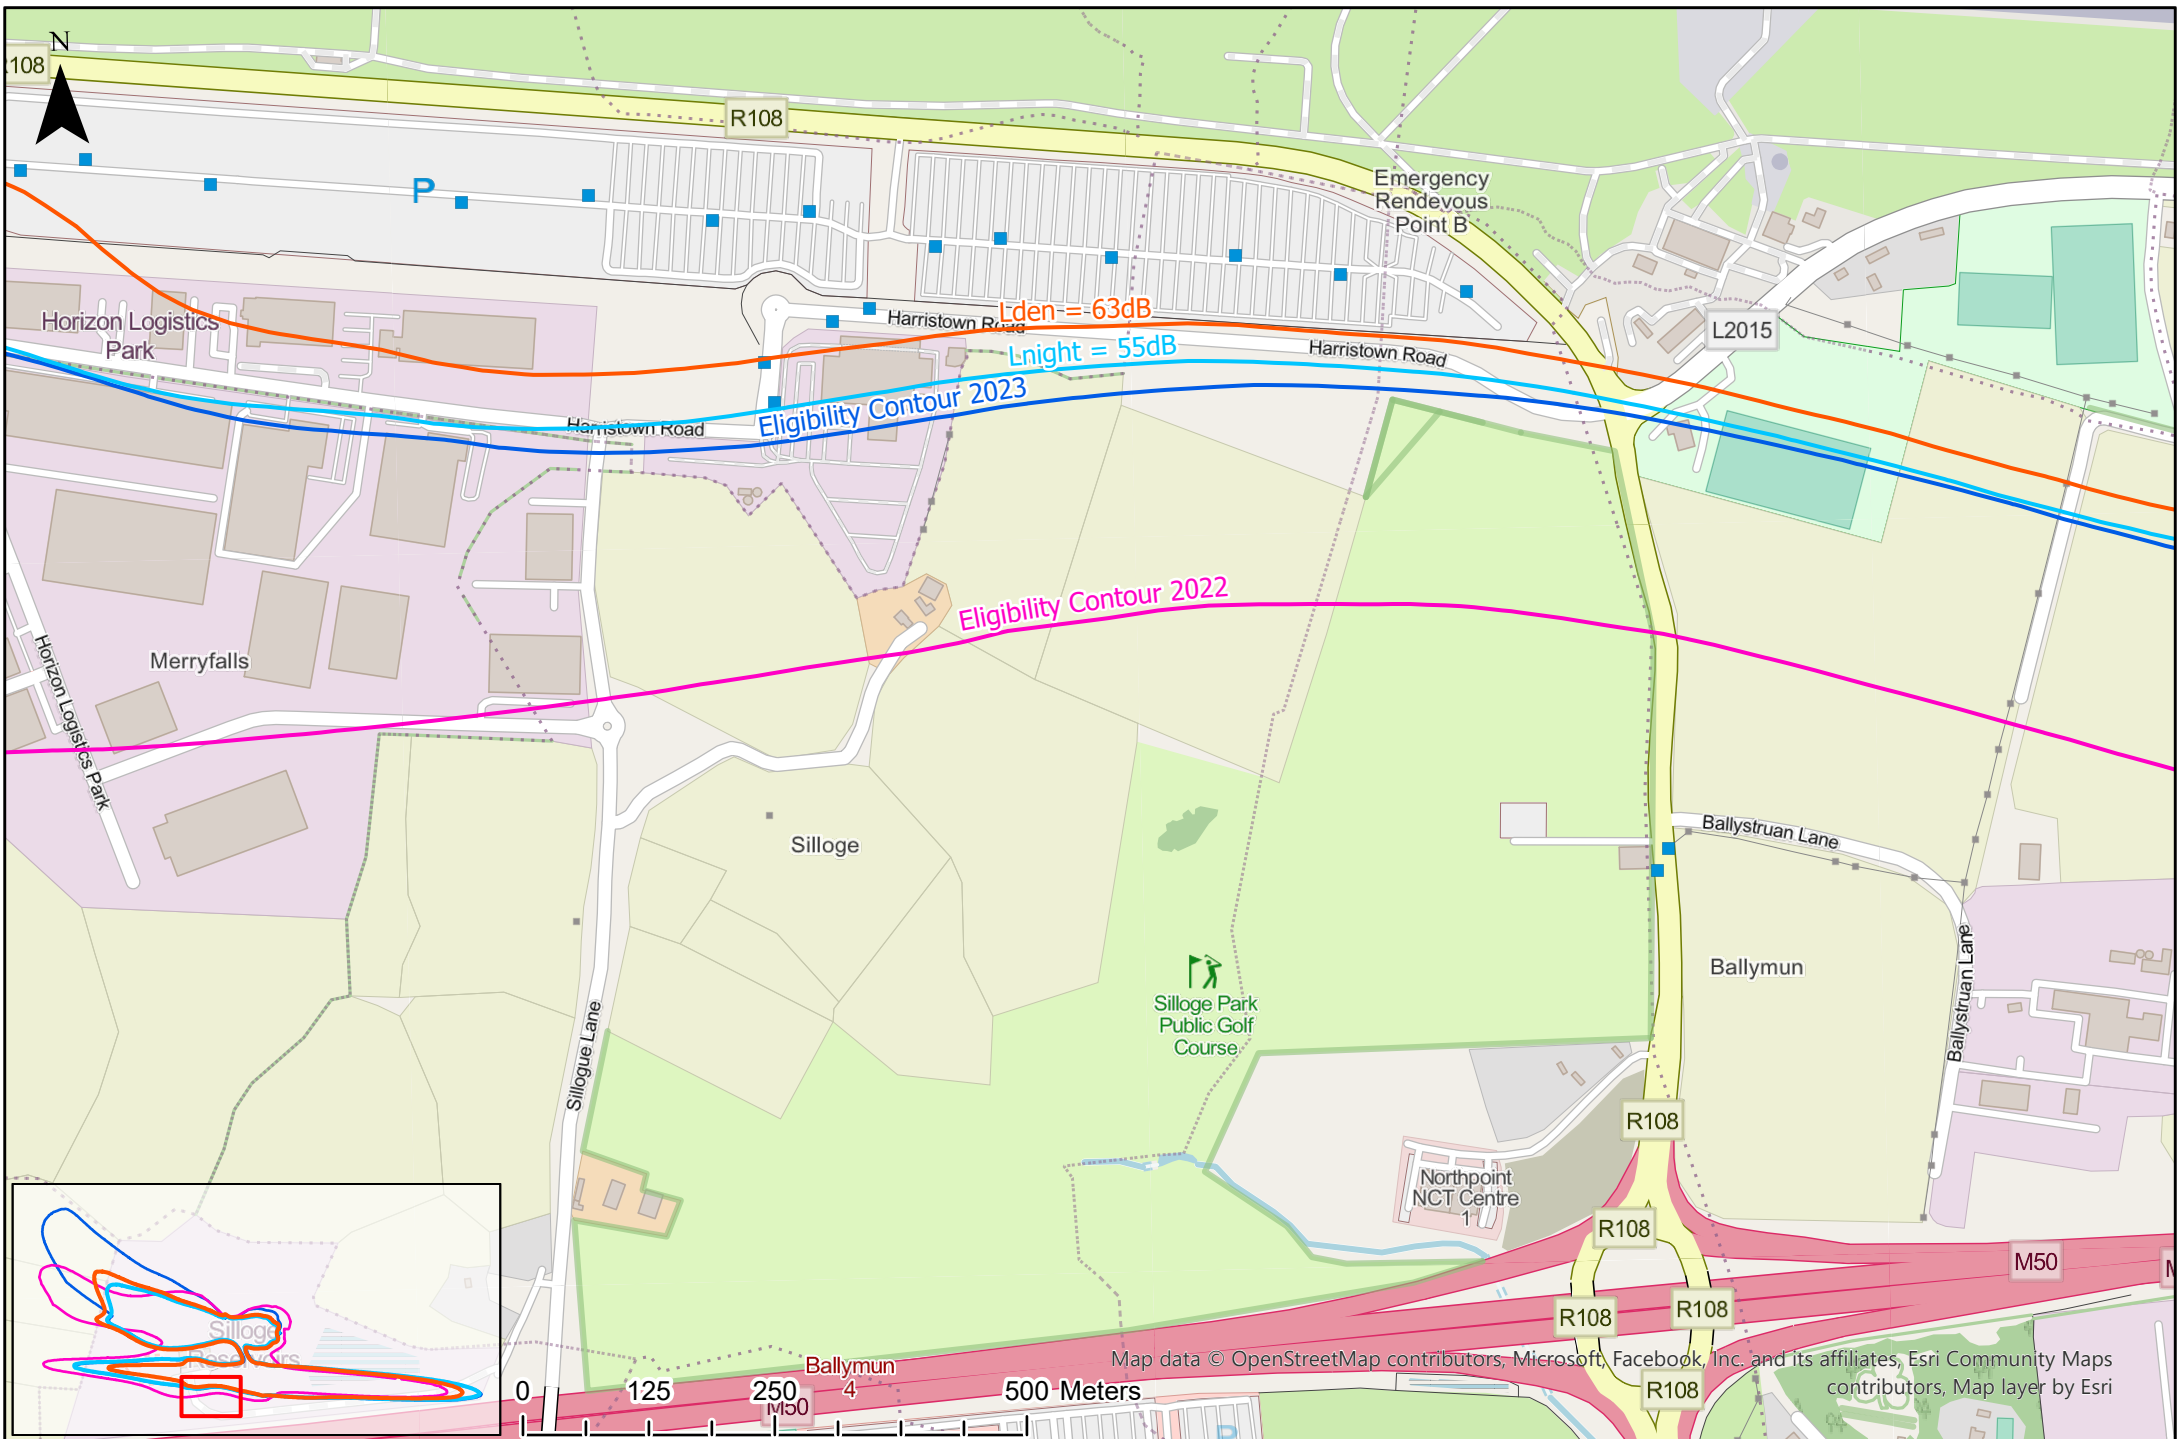 N
R108
R108
P
Emergency
Rendevous
Point B
L2015
Horizon Logistics
Park
Lden = 63dB
Harristown Road
Lnight = 55dB
Harristown Road
Eligibility Contour 2023
Harristown Road
Eligibility Contour 2022
Merryfalls
Horizon Logistics Park
Silloge
Ballystruan Lane
Ballymun
Ballystruan Lane
Silloge Park
Public Golf
Course
Sillogue Lane
R108
Northpoint
NCT Centre
1
R108
M50
R108
R108
Silloge
Reservoirs
Ballymun
4
M50
R108
P
0 125 250 500 Meters
Map data © OpenStreetMap contributors, Microsoft, Facebook, Inc. and its affiliates, Esri Community Maps
contributors, Map layer by Esri